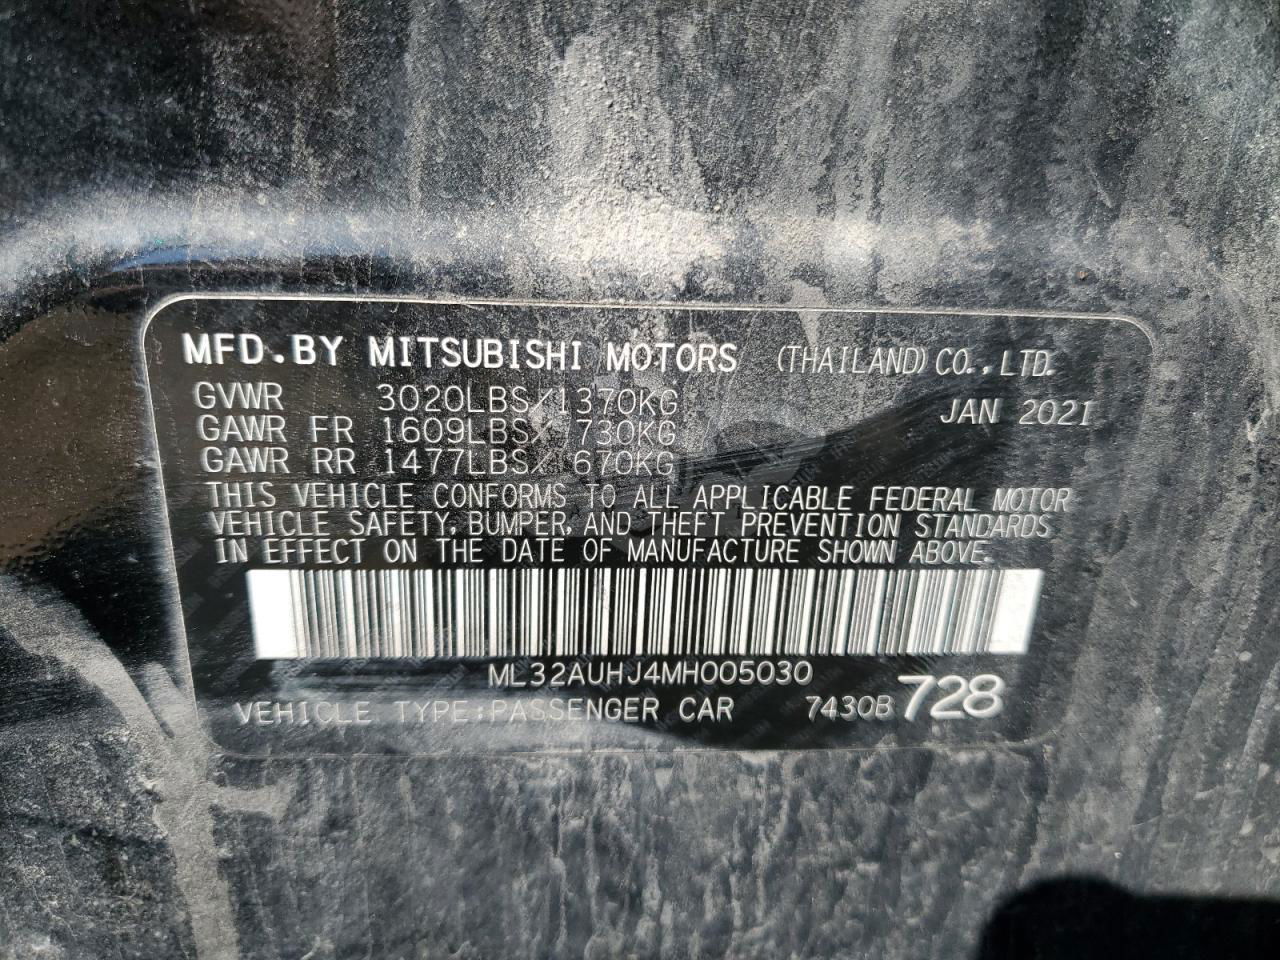 MFD.BY MITSUBISHI MOTORS (THAILAND) CO., LTD.
GVWR 3020LBS/1370KG JAN 2021
GAWR FR 1609LBS/ 730KG
GAWR RR 1477LBS/ 670KG
THIS VEHICLE CONFORMS TO ALL APPLICABLE FEDERAL MOTOR
VEHICLE SAFETY, BUMPER, AND THEFT PREVENTION STANDARDS
IN EFFECT ON THE DATE OF MANUFACTURE SHOWN ABOVE.
ML32AUHJ4MH005030
VEHICLE TYPE:PASSENGER CAR 7430B 728